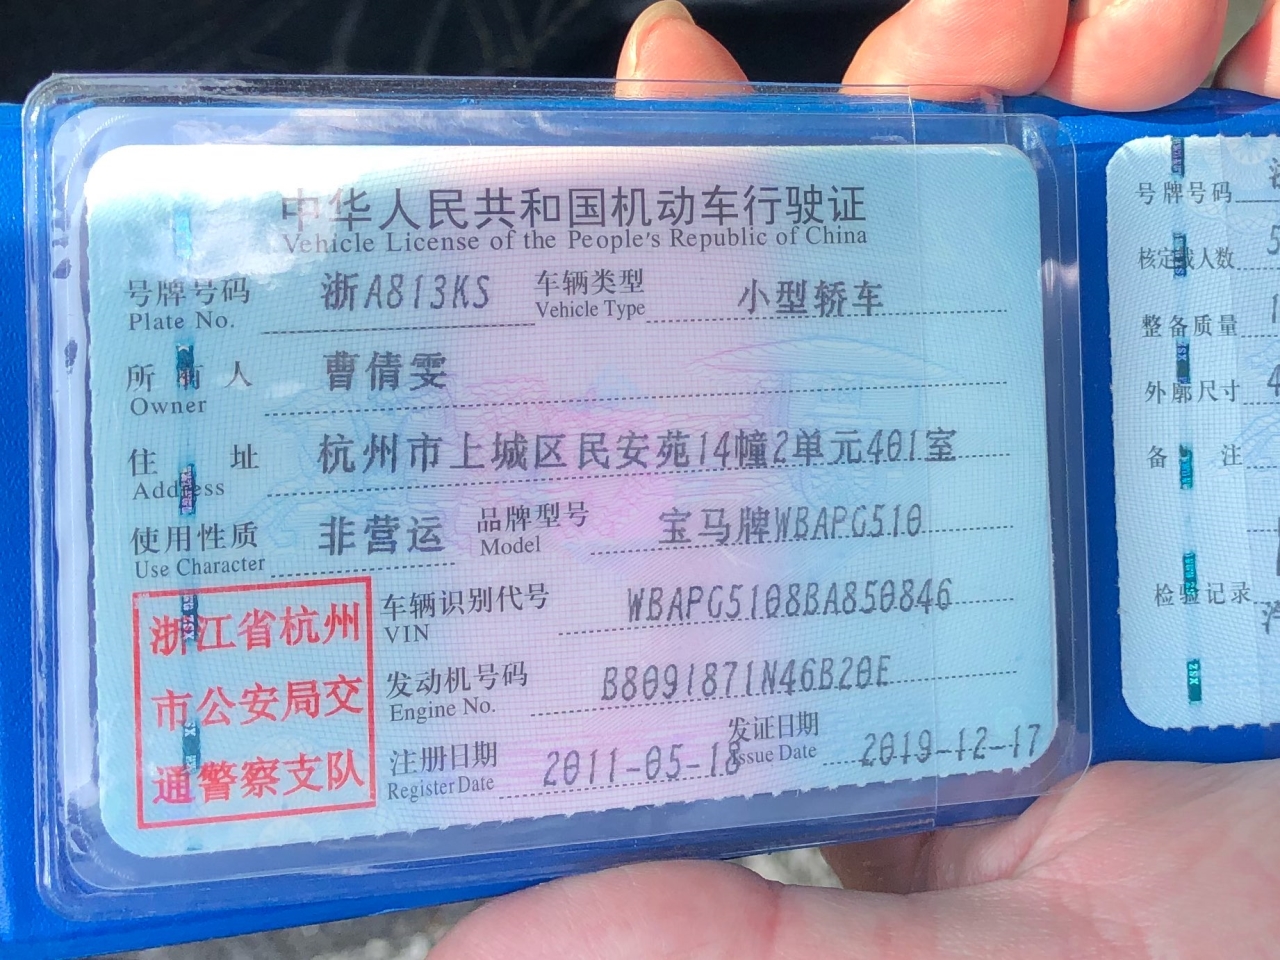 中华人民共和国机动车行驶证
Vehicle License of the People's Republic of China
号牌号码 浙A813KS 车辆类型 小型轿车
Plate No. Vehicle Type
所有人 曹倩雯
Owner
住址 杭州市上城区民安苑14幢2单元401室
Address
使用性质 非营运 品牌型号 宝马牌WBAPG510
Use Character Model
浙江省杭州
市公安局交
通警察支队
车辆识别代号 WBAPG5108BA850846
VIN
发动机号码 B8091871N46B20E
Engine No.
注册日期 2011-05-18 发证日期 2019-12-17
Register Date Issue Date
号牌号码
核定载人数
整备质量
外廓尺寸
备注
检验记录